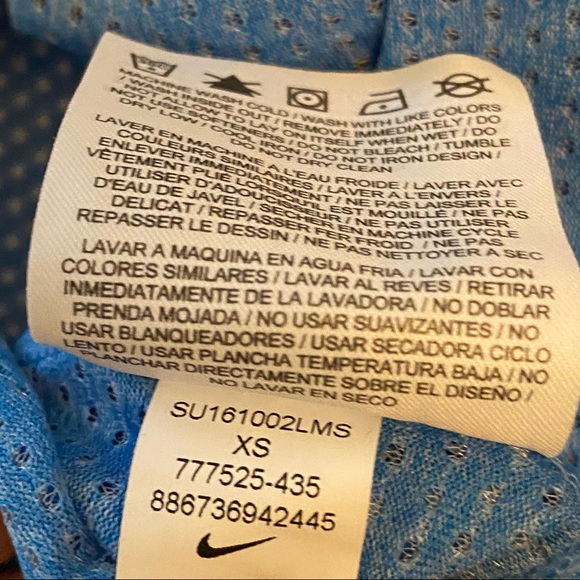 MACHINE WASH COLD / WASH WITH LIKE COLORS
/ WASH INSIDE OUT / REMOVE IMMEDIATELY / DO
NOT ALLOW TO LAY ON ITSELF WHEN WET / DO
NOT USE SOFTENERS / DO NOT BLEACH / TUMBLE
DRY LOW / COOL IRON / DO NOT IRON DESIGN /
DO NOT DRY CLEAN
LAVER EN MACHINE À L'EAU FROIDE / LAVER AVEC
COULEURS SIMILAIRES / LAVER À L'ENVERS /
ENLEVER IMMÉDIATEMENT / NE PAS LAISSER LE
VÊTEMENT PLIÉ LORSQU'IL EST MOUILLÉ / NE PAS
UTILISER D'ADOUCISSANT / NE PAS UTILISER
D'EAU DE JAVEL / SÉCHER EN MACHINE, CYCLE
DELICAT / REPASSER FER FROID / NE PAS
REPASSER LE DESSIN / NE PAS NETTOYER A SEC
LAVAR A MAQUINA EN AGUA FRIA / LAVAR CON
COLORES SIMILARES / LAVAR AL REVES / RETIRAR
INMEDIATAMENTE DE LA LAVADORA / NO DOBLAR
PRENDA MOJADA / NO USAR SUAVIZANTES / NO
USAR BLANQUEADORES / USAR SECADORA CICLO
LENTO / USAR PLANCHA TEMPERATURA BAJA / NO
PLANCHAR DIRECTAMENTE SOBRE EL DISEÑO /
NO LAVAR EN SECO
SU161002LMS
XS
777525-435
886736942445